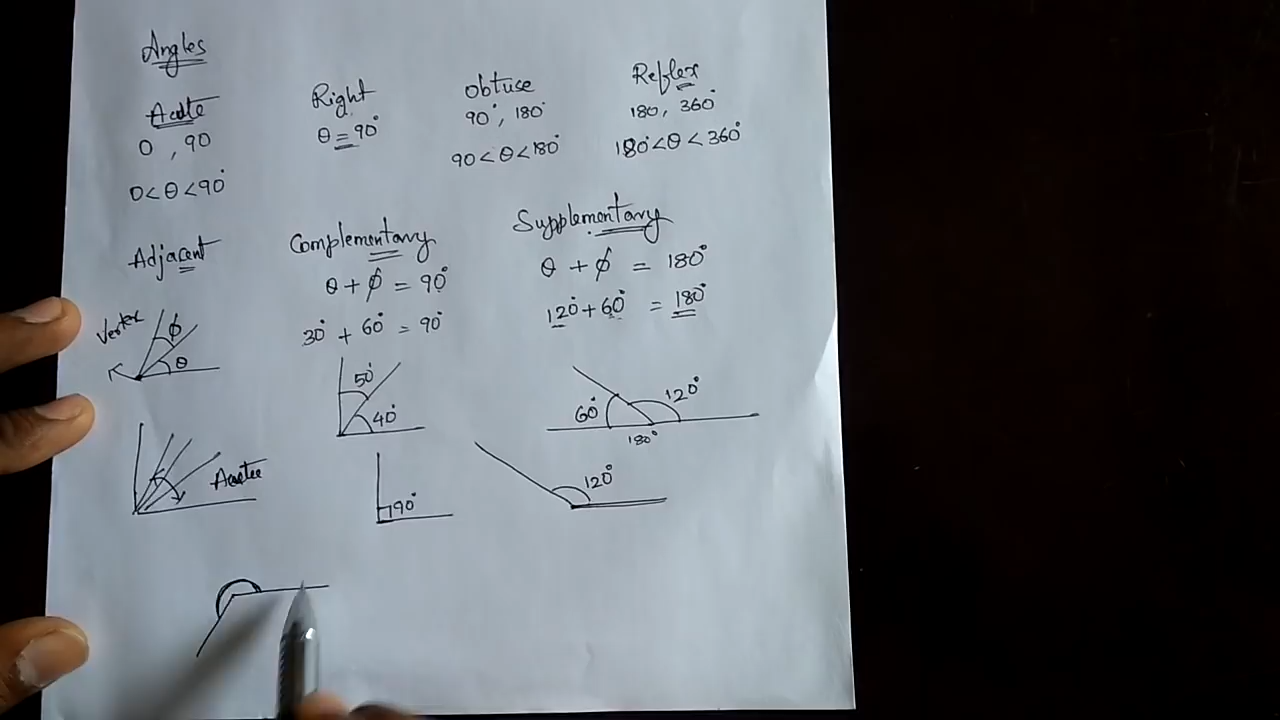 Angles
Acute
0 , 90
0 < θ < 90°
Right
θ = 90°
Obtuse
90°, 180°
90 < θ < 180°
Reflex
180, 360°
180° < θ < 360°
Adjacent
Vertex
ϕ
θ
Complementary
θ + ϕ = 90°
30° + 60° = 90°
50°
40°
Supplementary
θ + ϕ = 180°
120° + 60° = 180°
60°
120°
180°
90°
120°